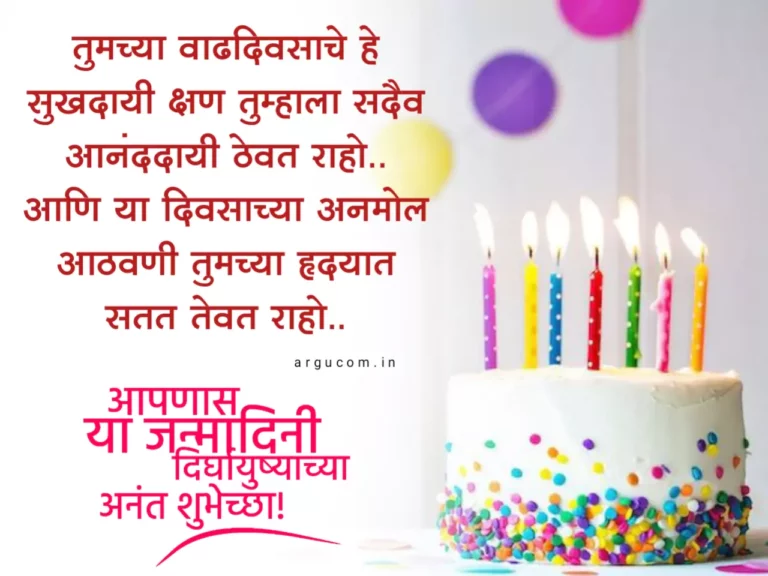 तुमच्या वाढदिवसाचे हे
सुखदायी क्षण तुम्हाला सदैव
आनंददायी ठेवत राहो..
आणि या दिवसाच्या अनमोल
आठवणी तुमच्या हृदयात
सतत तेवत राहो..
argucom.in
आपणास
या जन्मादिनी
दिर्घायुष्याच्या
अनंत शुभेच्छा!